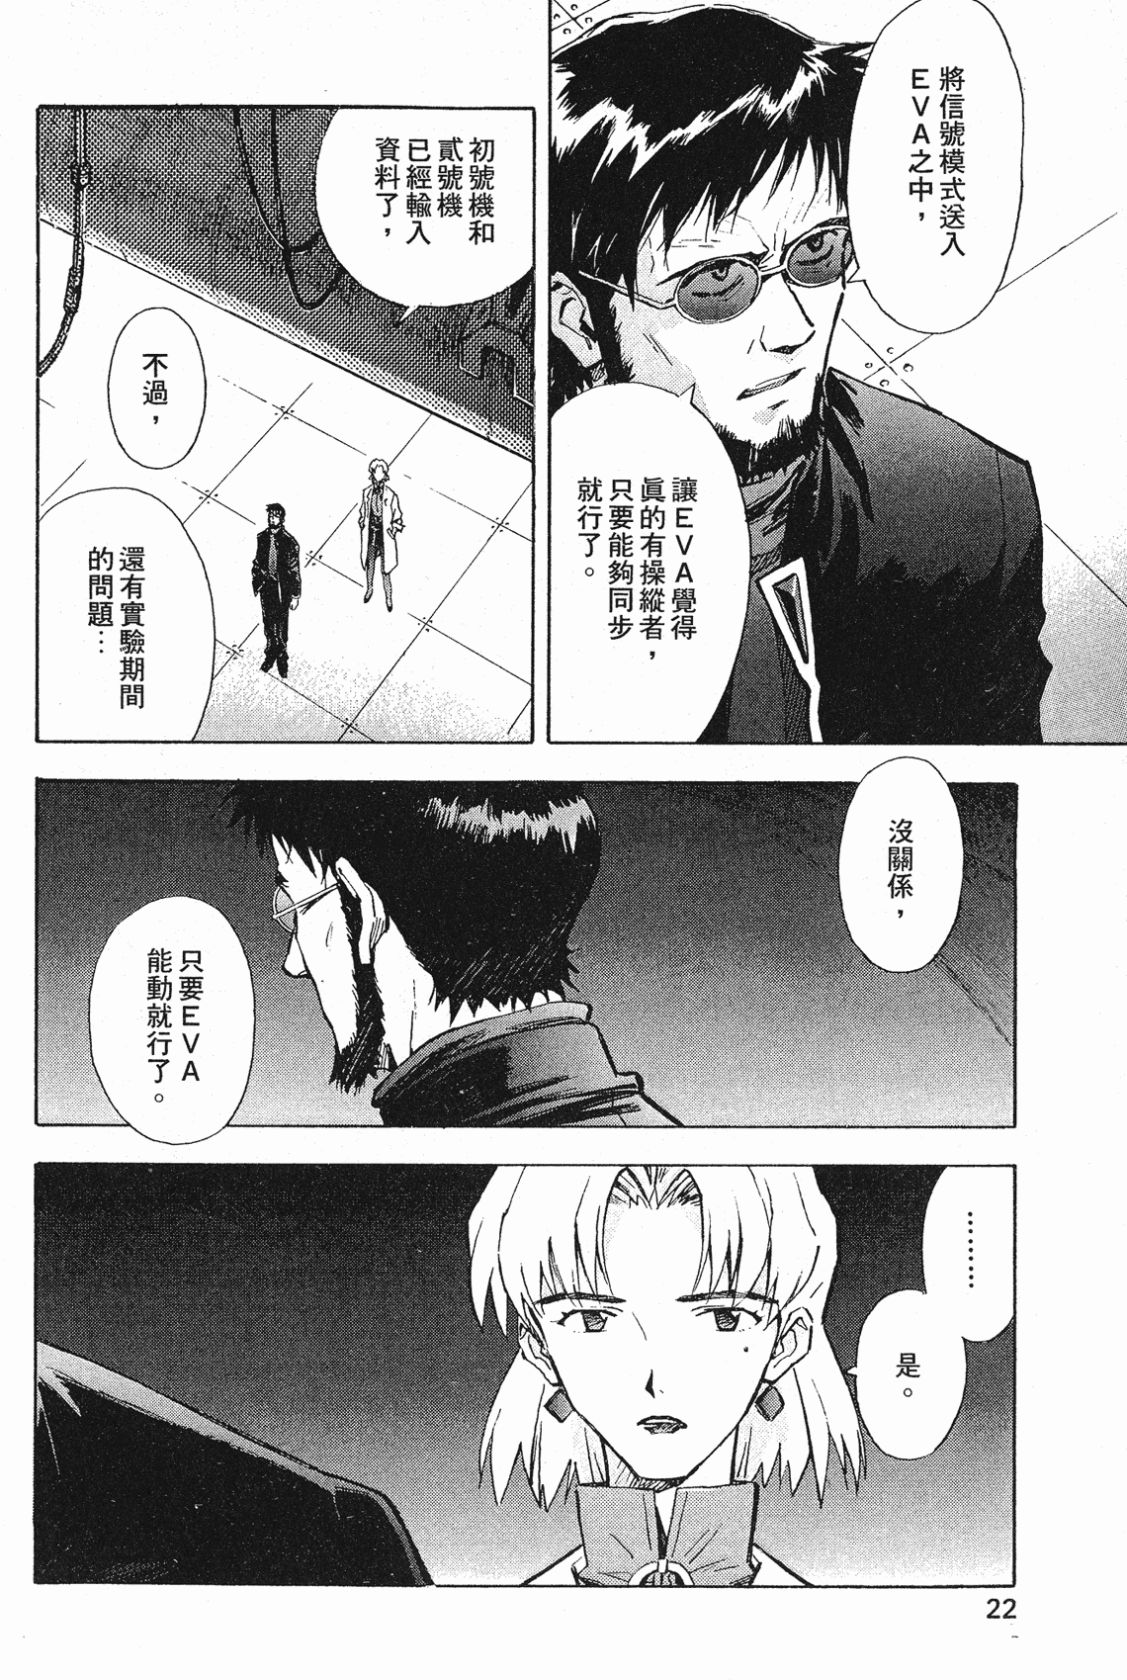 將信號模式送入
EVA之中，
讓EVA覺得
眞的有操縱者，
只要能夠同步
就行了。
初號機和
貳號機
已經輸入
資料了，
不過，
還有實驗期間
的問題…
沒關係，
只要EVA
能動就行了。
………
是。
22